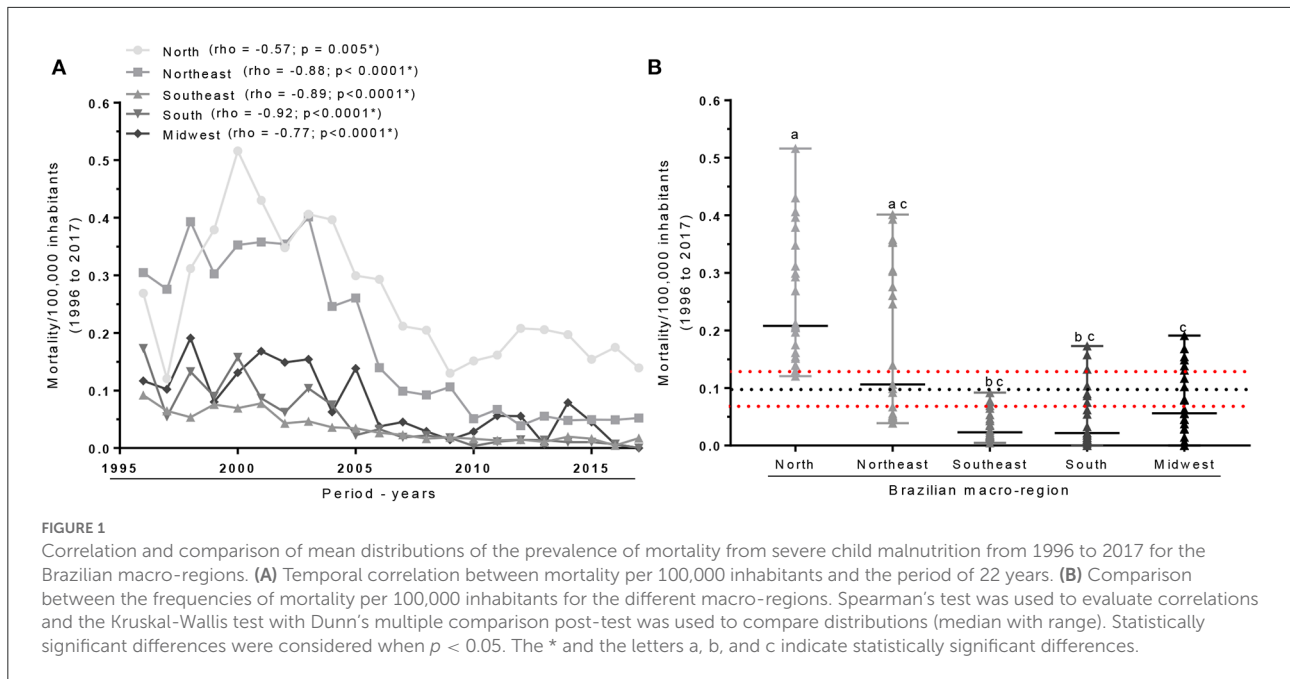 A
North (rho = -0.57; p = 0.005*)
Northeast (rho = -0.88; p< 0.0001*)
Southeast (rho = -0.89; p<0.0001*)
South (rho = -0.92; p<0.0001*)
Midwest (rho = -0.77; p<0.0001*)
Mortality/100,000 inhabitants
(1996 to 2017)
0.6
0.5
0.4
0.3
0.2
0.1
0.0
1995
2000
2005
2010
2015
Period - years
B
Mortality/100,000 inhabitants
(1996 to 2017)
0.6
0.5
0.4
0.3
0.2
0.1
0.0
a
a c
b c
b c
c
North
Northeast
Southeast
South
Midwest
Brazilian macro-region
FIGURE 1
Correlation and comparison of mean distributions of the prevalence of mortality from severe child malnutrition from 1996 to 2017 for the
Brazilian macro-regions. (A) Temporal correlation between mortality per 100,000 inhabitants and the period of 22 years. (B) Comparison
between the frequencies of mortality per 100,000 inhabitants for the different macro-regions. Spearman's test was used to evaluate correlations
and the Kruskal-Wallis test with Dunn's multiple comparison post-test was used to compare distributions (median with range). Statistically
significant differences were considered when p < 0.05. The * and the letters a, b, and c indicate statistically significant differences.